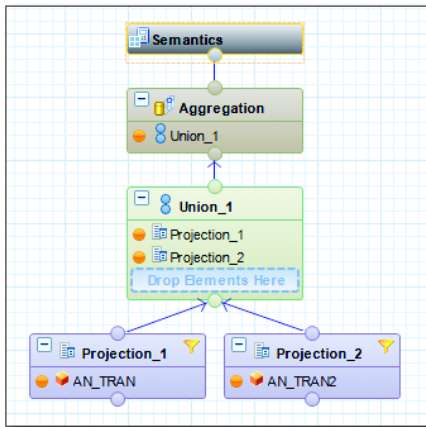 Semantics
Aggregation
Union_1
Union_1
Projection_1
Projection_2
Drop Elements Here
Projection_1
AN_TRAN
Projection_2
AN_TRAN2